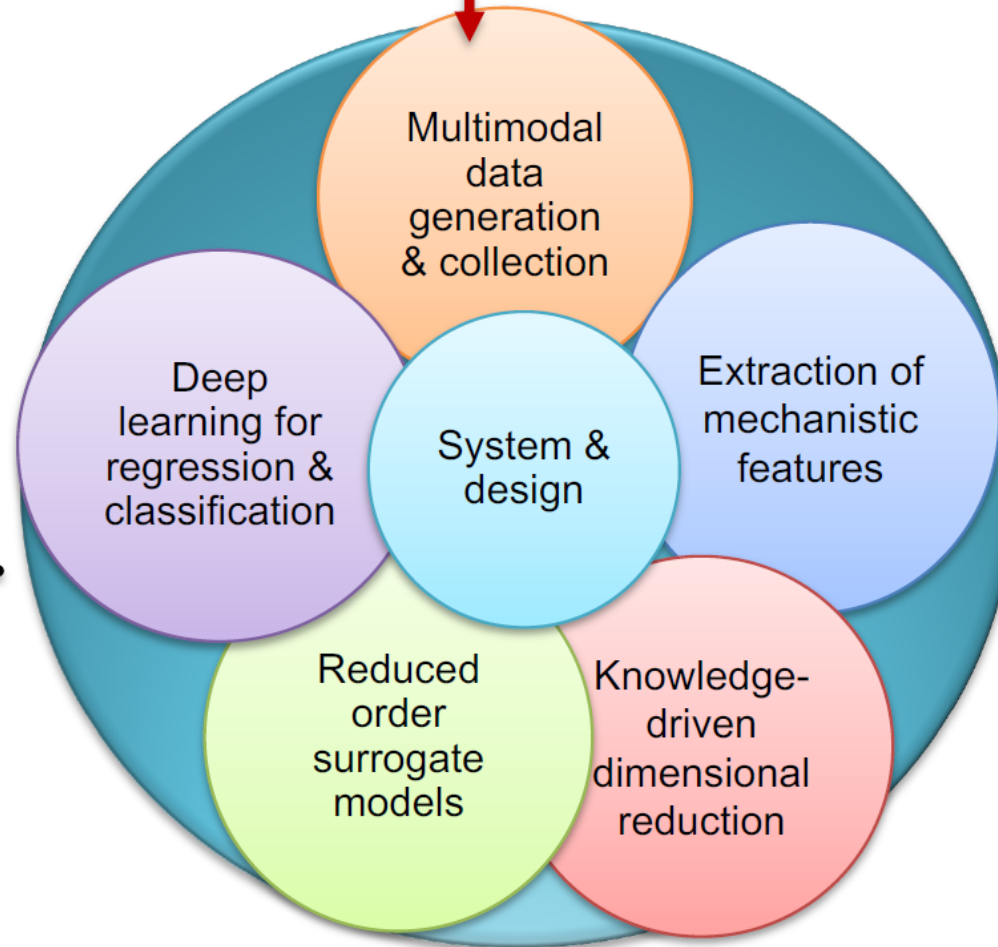 Multimodal
data
generation
& collection
Extraction of
mechanistic
features
Knowledge-
driven
dimensional
reduction
Reduced
order
surrogate
models
Deep
learning for
regression &
classification
System &
design